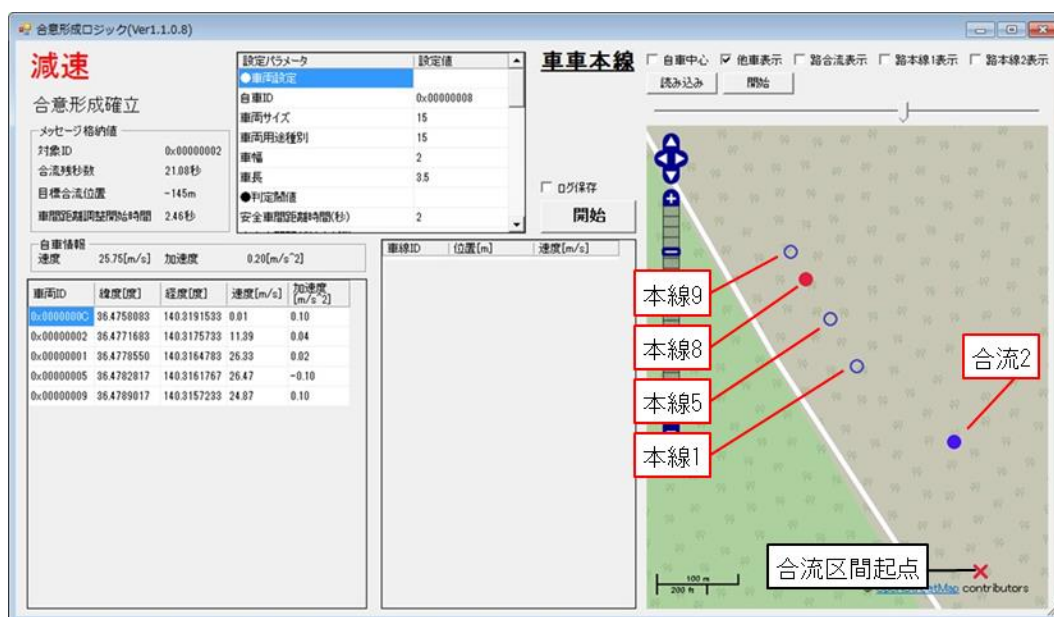 合意形成ロジック(Ver1.1.0.8)
減速
合意形成確立
メッセージ格納値
対象ID 0x00000002
合流残秒数 21.08秒
目標合流位置 -145m
車間距離調整開始時間 2.46秒
設定パラメータ 設定値
●車両設定
自車ID 0x00000008
車両サイズ 15
車両用途種別 15
車幅 2
車長 3.5
●判定閾値
安全車間距離時間(秒) 2
車車本線
自車中心 他車表示 路合流表示 路本線1表示 路本線2表示
読み込み 開始
ログ保存
開始
自車情報
速度 25.75[m/s] 加速度 0.20[m/s^2]
車両ID 緯度[度] 経度[度] 速度[m/s] 加速度[m/s^2]
0x0000000C 36.4758083 140.3191533 0.01 0.10
0x00000002 36.4771683 140.3175733 11.39 0.04
0x00000001 36.4778550 140.3164783 26.33 0.02
0x00000005 36.4782817 140.3161767 26.47 -0.10
0x00000009 36.4789017 140.3157233 24.87 0.10
車線ID 位置[m] 速度[m/s]
本線9
本線8
本線5
本線1
合流2
合流区間起点
100 m
200 ft
© OpenStreetMap contributors